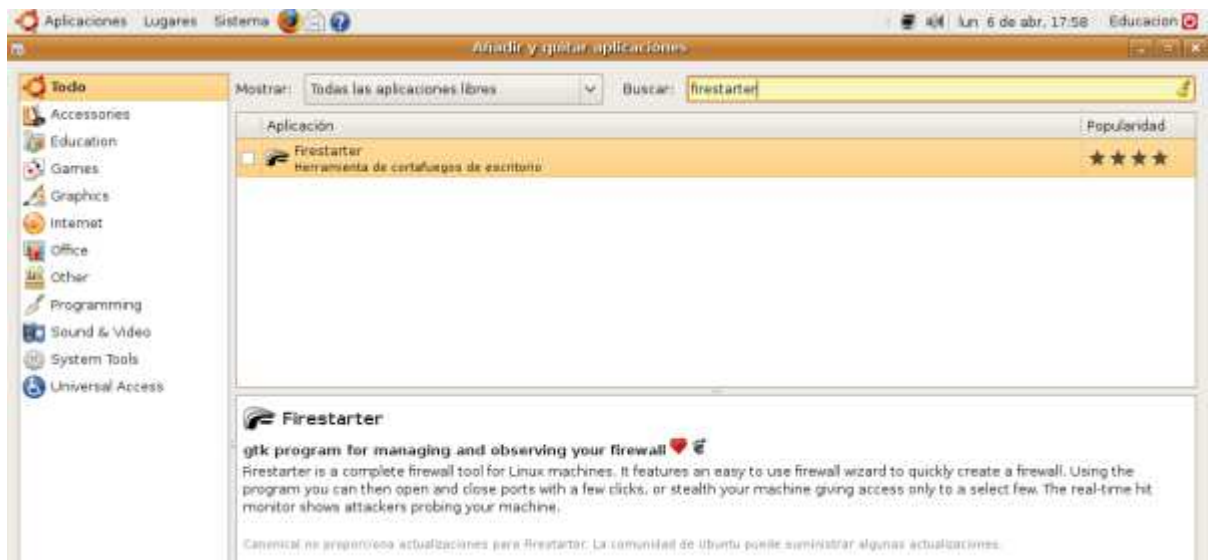 Aplicaciones Lugares Sistema lun 6 de abr, 17:58 Educacion
Añadir y quitar aplicaciones
Todo
Accessories
Education
Games
Graphics
Internet
Office
Other
Programming
Sound & Video
System Tools
Universal Access
Mostrar: Todas las aplicaciones libres Buscar: firestarter
Aplicación Popularidad
Firestarter
Herramienta de cortafuegos de escritorio
Firestarter
gtk program for managing and observing your firewall
Firestarter is a complete firewall tool for Linux machines. It features an easy to use firewall wizard to quickly create a firewall. Using the
program you can then open and close ports with a few clicks, or stealth your machine giving access only to a select few. The real-time hit
monitor shows attackers probing your machine.
Canonical no proporciona actualizaciones para Firestarter. La comunidad de Ubuntu puede suministrar algunas actualizaciones.